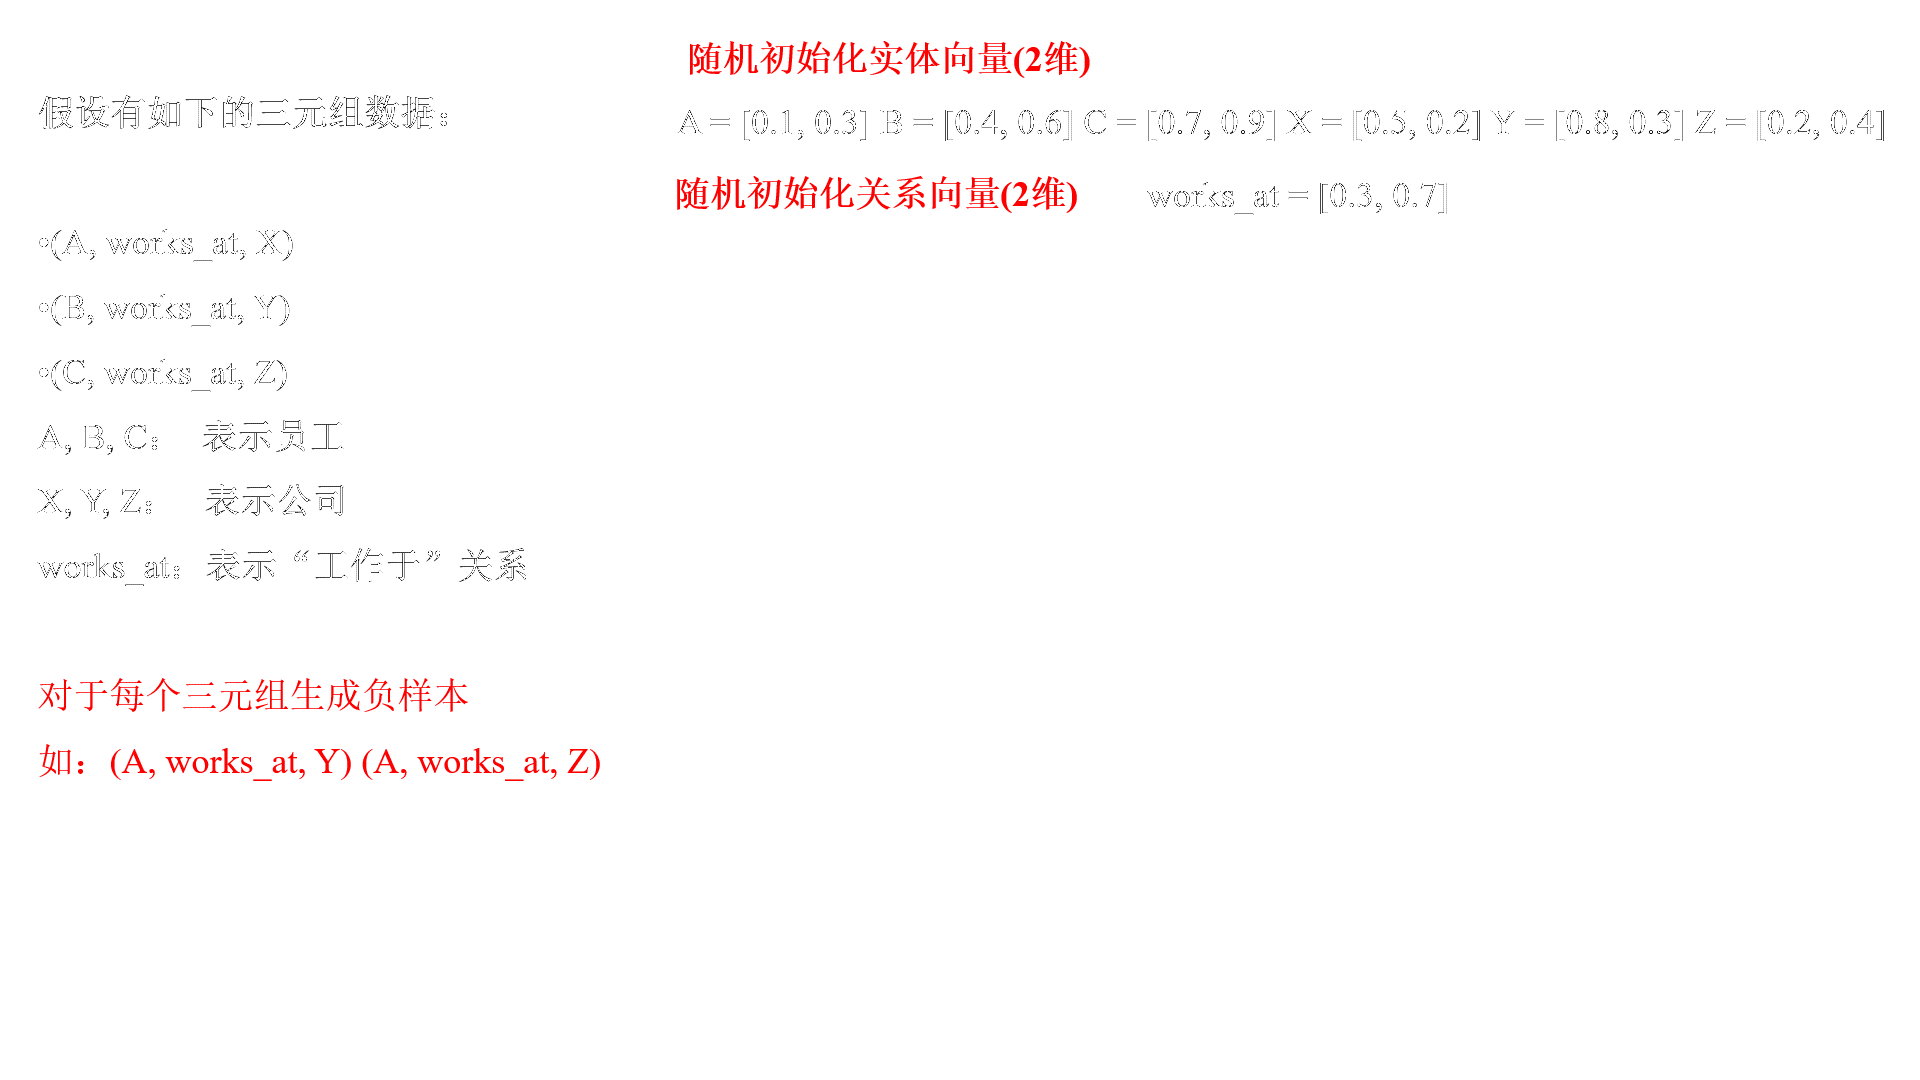 假设有如下的三元组数据：
•(A, works_at, X)
•(B, works_at, Y)
•(C, works_at, Z)
A, B, C： 表示员工
X, Y, Z： 表示公司
works_at：表示“工作于”关系
对于每个三元组生成负样本
如：(A, works_at, Y) (A, works_at, Z)
随机初始化实体向量(2维)
A = [0.1, 0.3] B = [0.4, 0.6] C = [0.7, 0.9] X = [0.5, 0.2] Y = [0.8, 0.3] Z = [0.2, 0.4]
随机初始化关系向量(2维) works_at = [0.3, 0.7]